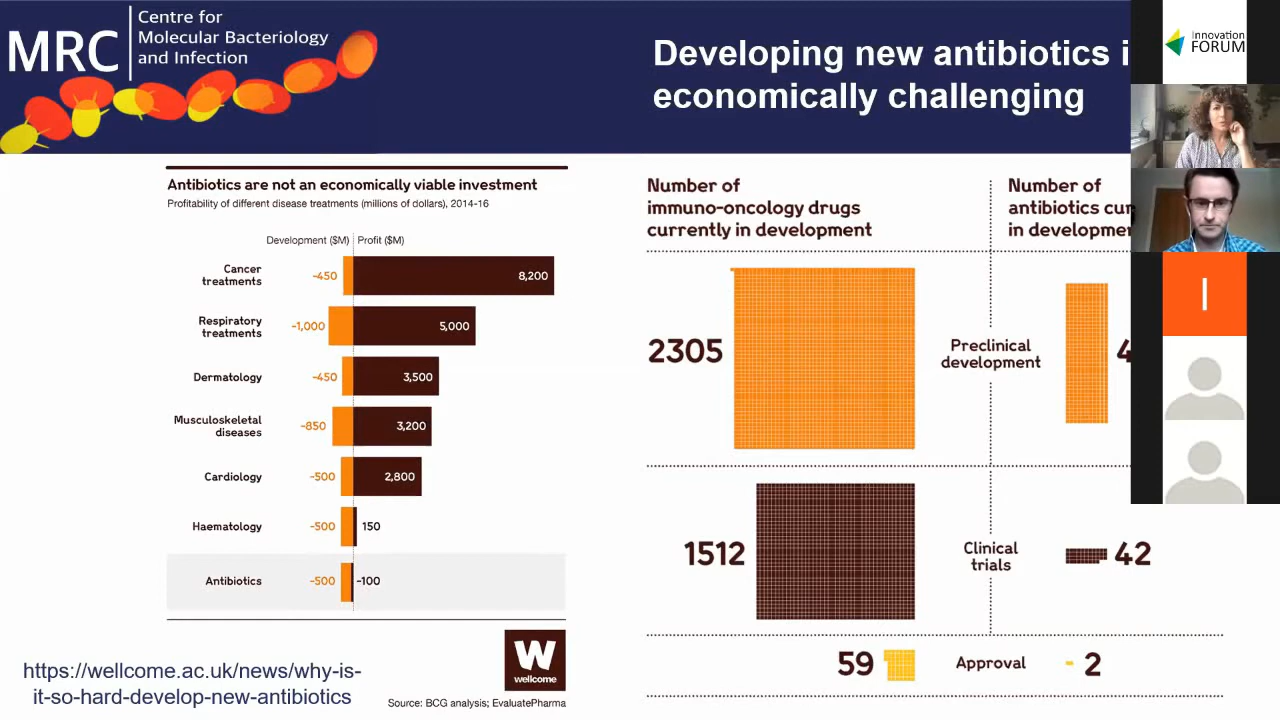 MRC
Centre for
Molecular Bacteriology
and Infection
Developing new antibiotics
economically challenging
Innovation
FORUM
Antibiotics are not an economically viable investment
Profitability of different disease treatments (millions of dollars), 2014-16
Development ($M) Profit ($M)
Cancer
treatments
-450
8,200
Respiratory
treatments
-1,000
5,000
Dermatology
-450
3,500
Musculoskeletal
diseases
-850
3,200
Cardiology
-500
2,800
Haematology
-500
150
Antibiotics
-500
-100
W
wellcome
Source: BCG analysis; EvaluatePharma
https://wellcome.ac.uk/news/why-is-
it-so-hard-develop-new-antibiotics
Number of
immuno-oncology drugs
currently in development
Number of
antibiotics
in
2305
Preclinical
development
1512
Clinical
trials
42
59
Approval
2
I